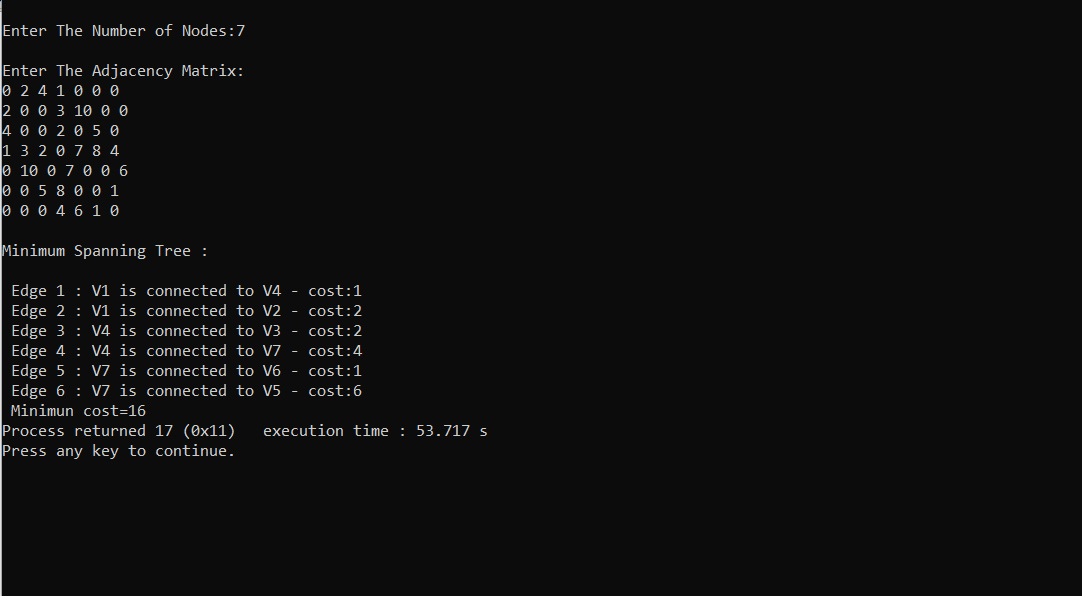 Enter The Number of Nodes:7
Enter The Adjacency Matrix:
0 2 4 1 0 0 0
2 0 0 3 10 0 0
4 0 0 2 0 5 0
1 3 2 0 7 8 4
0 10 0 7 0 0 6
0 0 5 8 0 0 1
0 0 0 4 6 1 0
Minimum Spanning Tree :
Edge 1 : V1 is connected to V4 - cost:1
Edge 2 : V1 is connected to V2 - cost:2
Edge 3 : V4 is connected to V3 - cost:2
Edge 4 : V4 is connected to V7 - cost:4
Edge 5 : V7 is connected to V6 - cost:1
Edge 6 : V7 is connected to V5 - cost:6
Minimun cost=16
Process returned 17 (0x11)   execution time : 53.717 s
Press any key to continue.